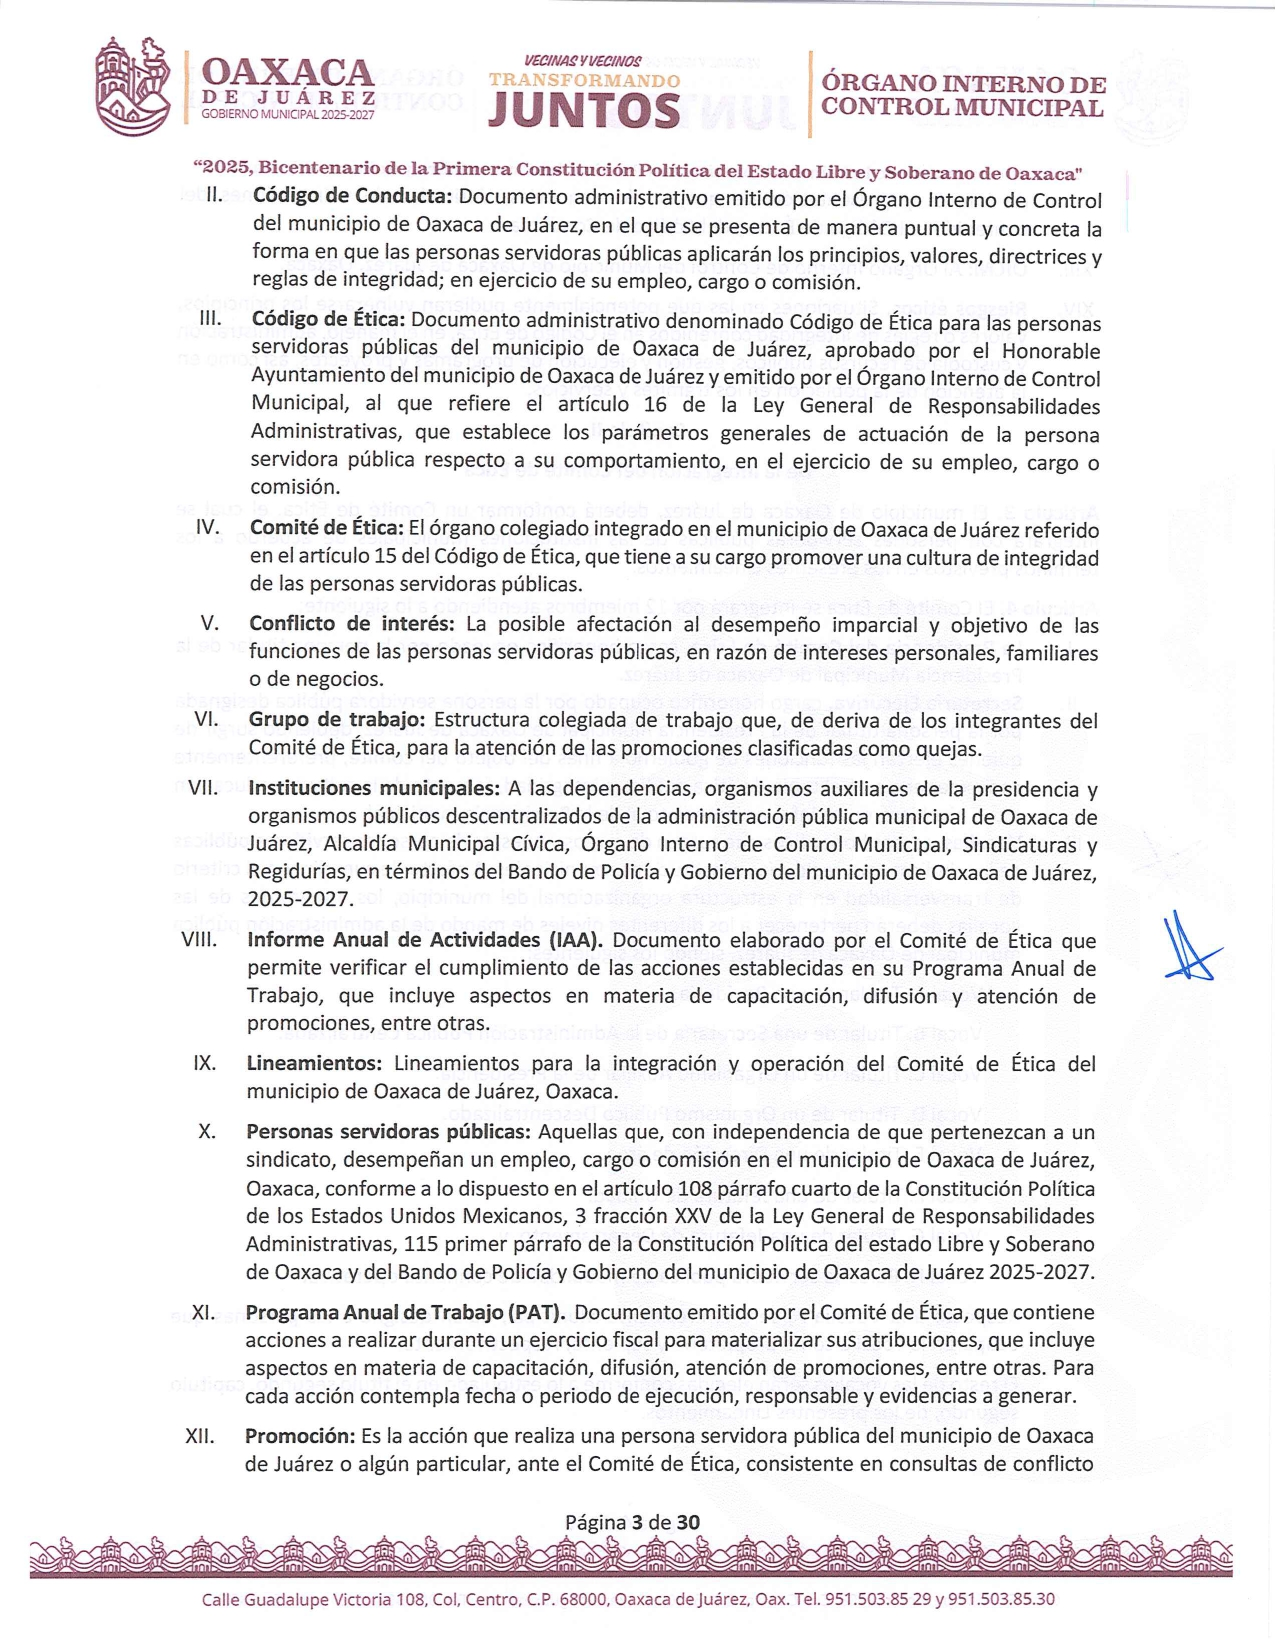 OAXACA
DE JUÁREZ
GOBIERNO MUNICIPAL 2025-2027
VECINAS Y VECINOS
TRANSFORMANDO
JUNTOS
ÓRGANO INTERNO DE
CONTROL MUNICIPAL
“2025, Bicentenario de la Primera Constitución Política del Estado Libre y Soberano de Oaxaca"
II. Código de Conducta: Documento administrativo emitido por el Órgano Interno de Control
del municipio de Oaxaca de Juárez, en el que se presenta de manera puntual y concreta la
forma en que las personas servidoras públicas aplicarán los principios, valores, directrices y
reglas de integridad; en ejercicio de su empleo, cargo o comisión.
III. Código de Ética: Documento administrativo denominado Código de Ética para las personas
servidoras públicas del municipio de Oaxaca de Juárez, aprobado por el Honorable
Ayuntamiento del municipio de Oaxaca de Juárez y emitido por el Órgano Interno de Control
Municipal, al que refiere el artículo 16 de la Ley General de Responsabilidades
Administrativas, que establece los parámetros generales de actuación de la persona
servidora pública respecto a su comportamiento, en el ejercicio de su empleo, cargo o
comisión.
IV. Comité de Ética: El órgano colegiado integrado en el municipio de Oaxaca de Juárez referido
en el artículo 15 del Código de Ética, que tiene a su cargo promover una cultura de integridad
de las personas servidoras públicas.
V. Conflicto de interés: La posible afectación al desempeño imparcial y objetivo de las
funciones de las personas servidoras públicas, en razón de intereses personales, familiares
o de negocios.
VI. Grupo de trabajo: Estructura colegiada de trabajo que, de deriva de los integrantes del
Comité de Ética, para la atención de las promociones clasificadas como quejas.
VII. Instituciones municipales: A las dependencias, organismos auxiliares de la presidencia y
organismos públicos descentralizados de la administración pública municipal de Oaxaca de
Juárez, Alcaldía Municipal Cívica, Órgano Interno de Control Municipal, Sindicaturas y
Regidurías, en términos del Bando de Policía y Gobierno del municipio de Oaxaca de Juárez,
2025-2027.
VIII. Informe Anual de Actividades (IAA). Documento elaborado por el Comité de Ética que
permite verificar el cumplimiento de las acciones establecidas en su Programa Anual de
Trabajo, que incluye aspectos en materia de capacitación, difusión y atención de
promociones, entre otras.
IX. Lineamientos: Lineamientos para la integración y operación del Comité de Ética del
municipio de Oaxaca de Juárez, Oaxaca.
X. Personas servidoras públicas: Aquellas que, con independencia de que pertenezcan a un
sindicato, desempeñan un empleo, cargo o comisión en el municipio de Oaxaca de Juárez,
Oaxaca, conforme a lo dispuesto en el artículo 108 párrafo cuarto de la Constitución Política
de los Estados Unidos Mexicanos, 3 fracción XXV de la Ley General de Responsabilidades
Administrativas, 115 primer párrafo de la Constitución Política del estado Libre y Soberano
de Oaxaca y del Bando de Policía y Gobierno del municipio de Oaxaca de Juárez 2025-2027.
XI. Programa Anual de Trabajo (PAT). Documento emitido por el Comité de Ética, que contiene
acciones a realizar durante un ejercicio fiscal para materializar sus atribuciones, que incluye
aspectos en materia de capacitación, difusión, atención de promociones, entre otras. Para
cada acción contempla fecha o periodo de ejecución, responsable y evidencias a generar.
XII. Promoción: Es la acción que realiza una persona servidora pública del municipio de Oaxaca
de Juárez o algún particular, ante el Comité de Ética, consistente en consultas de conflicto
Página 3 de 30
Calle Guadalupe Victoria 108, Col, Centro, C.P. 68000, Oaxaca de Juárez, Oax. Tel. 951.503.85 29 y 951.503.85.30